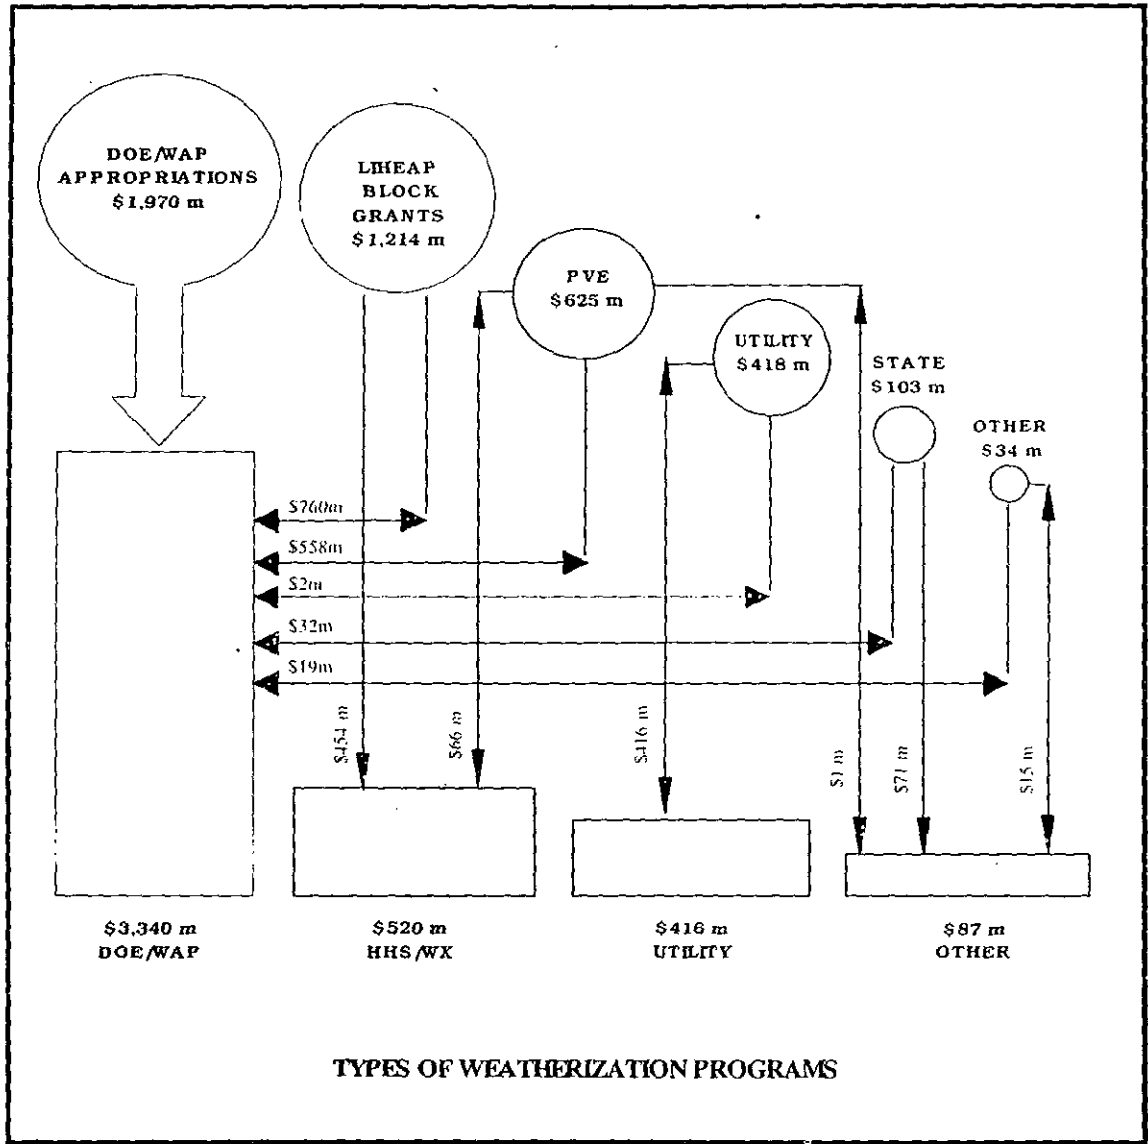 DOE/WAP
APPROPRIATIONS
$1,970 m
LIHEAP
BLOCK
GRANTS
$1,214 m
PVE
$625 m
UTILITY
$418 m
STATE
$103 m
OTHER
$34 m
$760m
$558m
$2m
$32m
$19m
$454 m
$66 m
$416 m
$1 m
$71 m
$15 m
$3,340 m
DOE/WAP
$520 m
HHS/WX
$416 m
UTILITY
$87 m
OTHER
TYPES OF WEATHERIZATION PROGRAMS